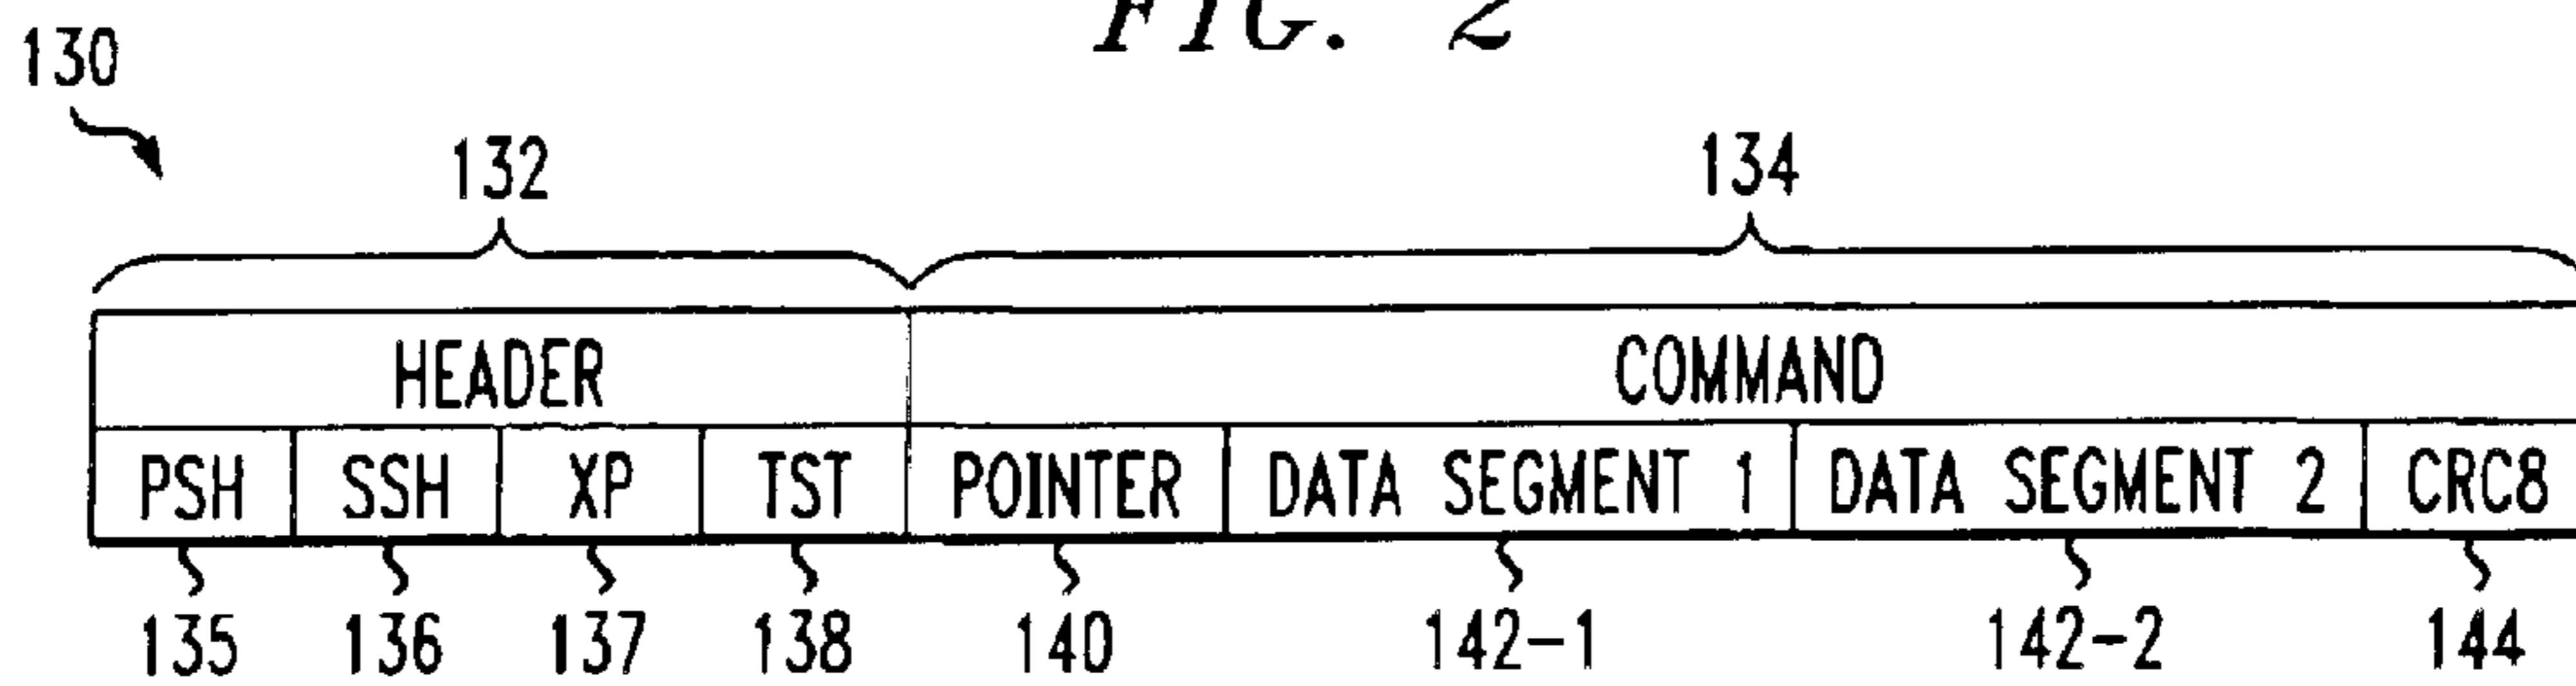 FIG. 2
130
132 134
HEADER COMMAND
PSH SSH XP TST POINTER DATA SEGMENT 1 DATA SEGMENT 2 CRC8
135 136 137 138 140 142-1 142-2 144